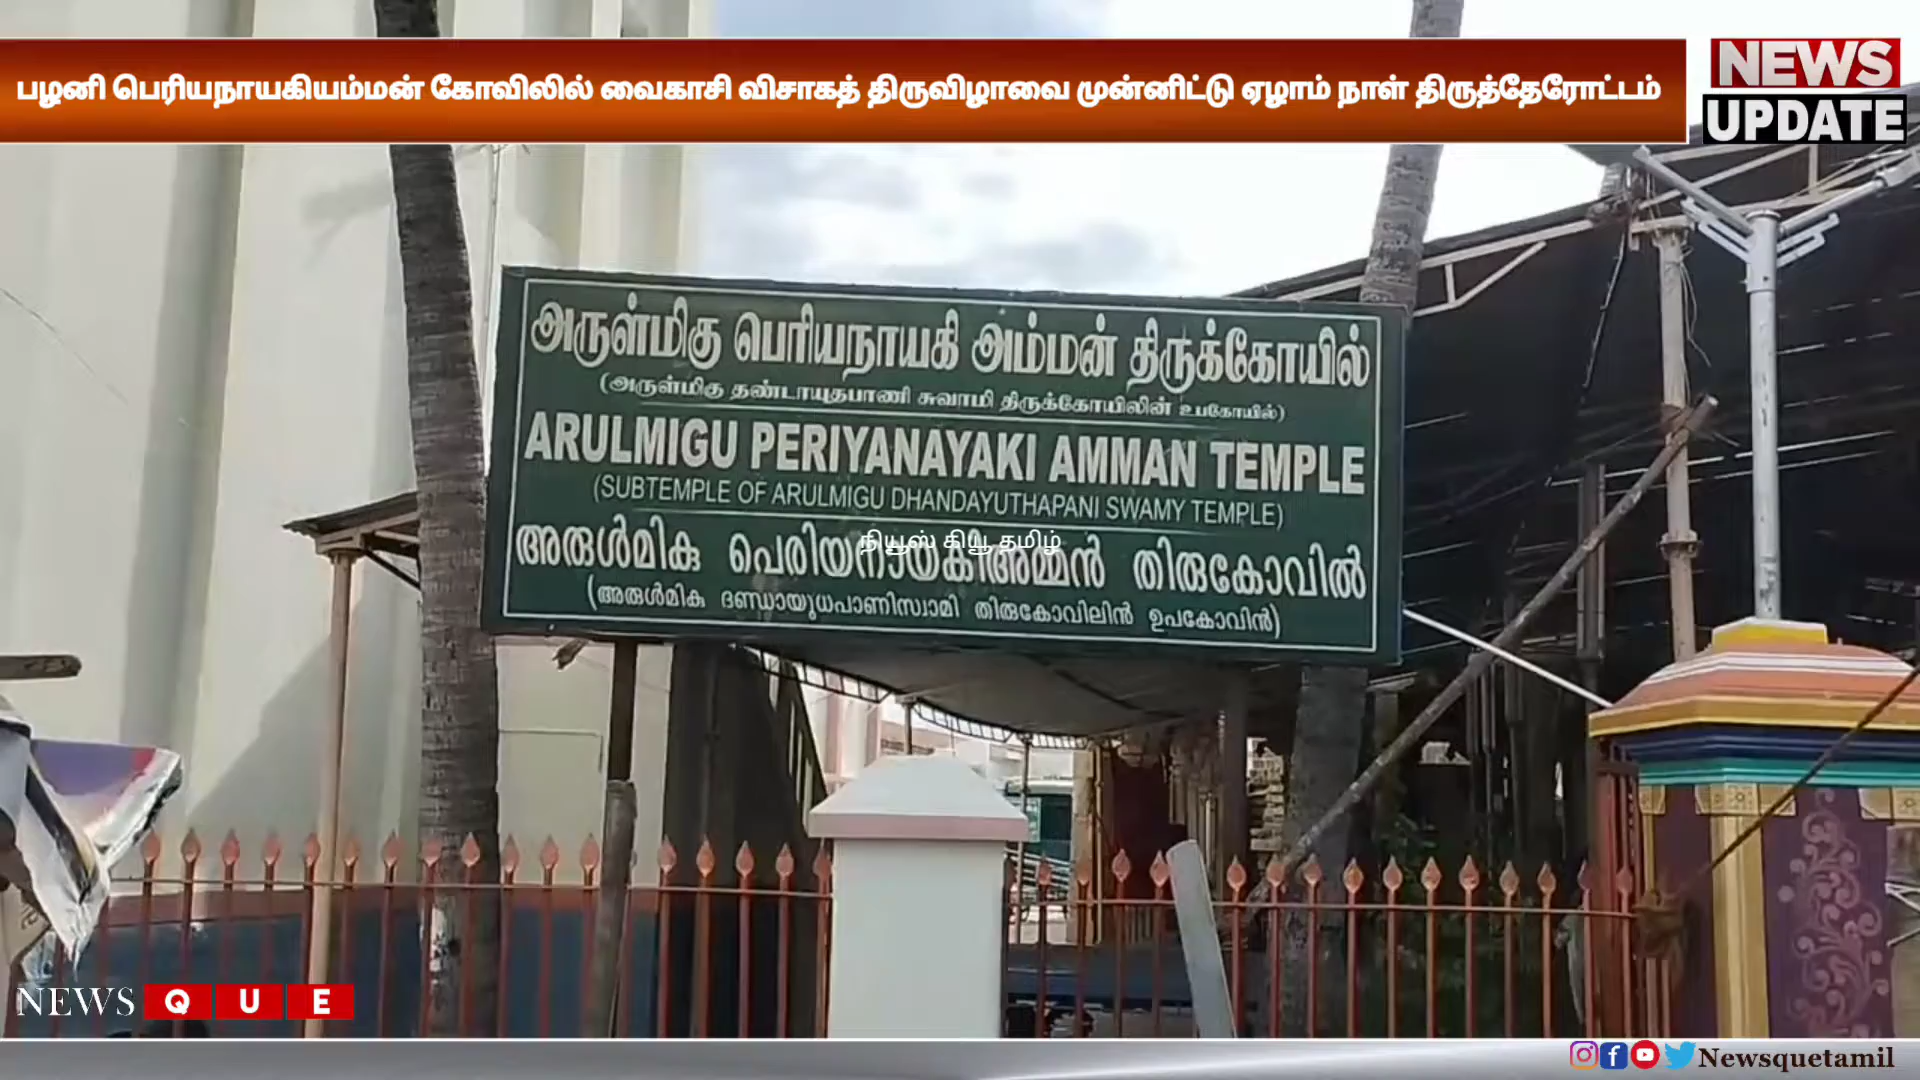 பழனி பெரியநாயகியம்மன் கோவிலில் வைகாசி விசாகத் திருவிழாவை முன்னிட்டு ஏழாம் நாள் திருத்தேரோட்டம்
NEWS
UPDATE
அருள்மிகு பெரியநாயகி அம்மன் திருக்கோயில்
(அருள்மிகு தண்டாயுதபாணி சுவாமி திருக்கோயிலின் உபகோயில்)
ARULMIGU PERIYANAYAKI AMMAN TEMPLE
(SUBTEMPLE OF ARULMIGU DHANDAYUTHAPANI SWAMY TEMPLE)
நியூஸ் கியூ தமிழ்
അരുൾമികു പെരിയനായകിഅമ്മൻ തിരുകോവിൽ
(അരുൾമികു ദണ്ഡായുധപാണിസ്വാമി തിരുകോവിലിൻ ഉപകോവിൻ)
NEWS QUE
Newsquetamil